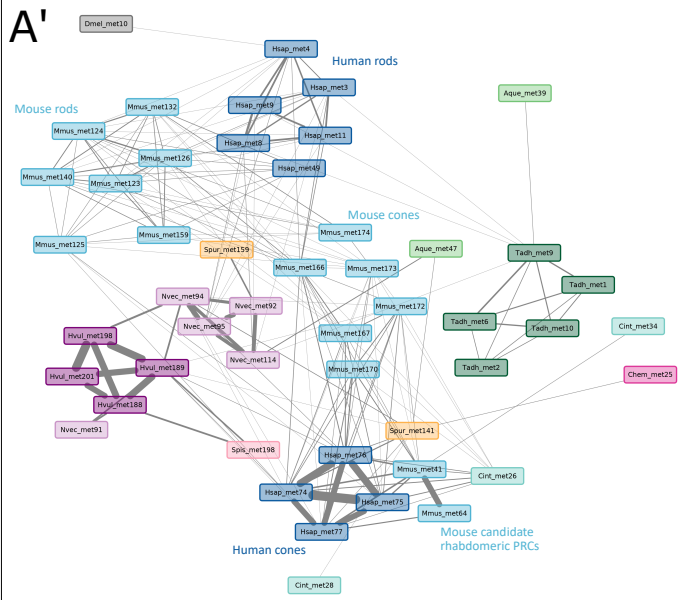 A'
Dmel_met10
Hsap_met4
Human rods
Hsap_met3
Aque_met39
Hsap_met9
Mouse rods
Mmus_met132
Mmus_met124
Hsap_met11
Hsap_met8
Mmus_met126
Hsap_met49
Mmus_met140
Mmus_met123
Mouse cones
Mmus_met174
Mmus_met159
Mmus_met125
Spur_met159
Aque_met47
Tadh_met9
Mmus_met166
Mmus_met173
Tadh_met1
Nvec_met94
Nvec_met92
Mmus_met172
Nvec_met95
Tadh_met6
Tadh_met10
Cint_met34
Hvul_met198
Mmus_met167
Nvec_met114
Hvul_met189
Mmus_met170
Tadh_met2
Hvul_met201
Chem_met25
Hvul_met188
Nvec_met91
Spur_met141
Spis_met198
Hsap_met76
Mmus_met41
Cint_met26
Hsap_met74
Hsap_met75
Mmus_met64
Hsap_met77
Mouse candidate
rhabdomeric PRCs
Human cones
Cint_met28